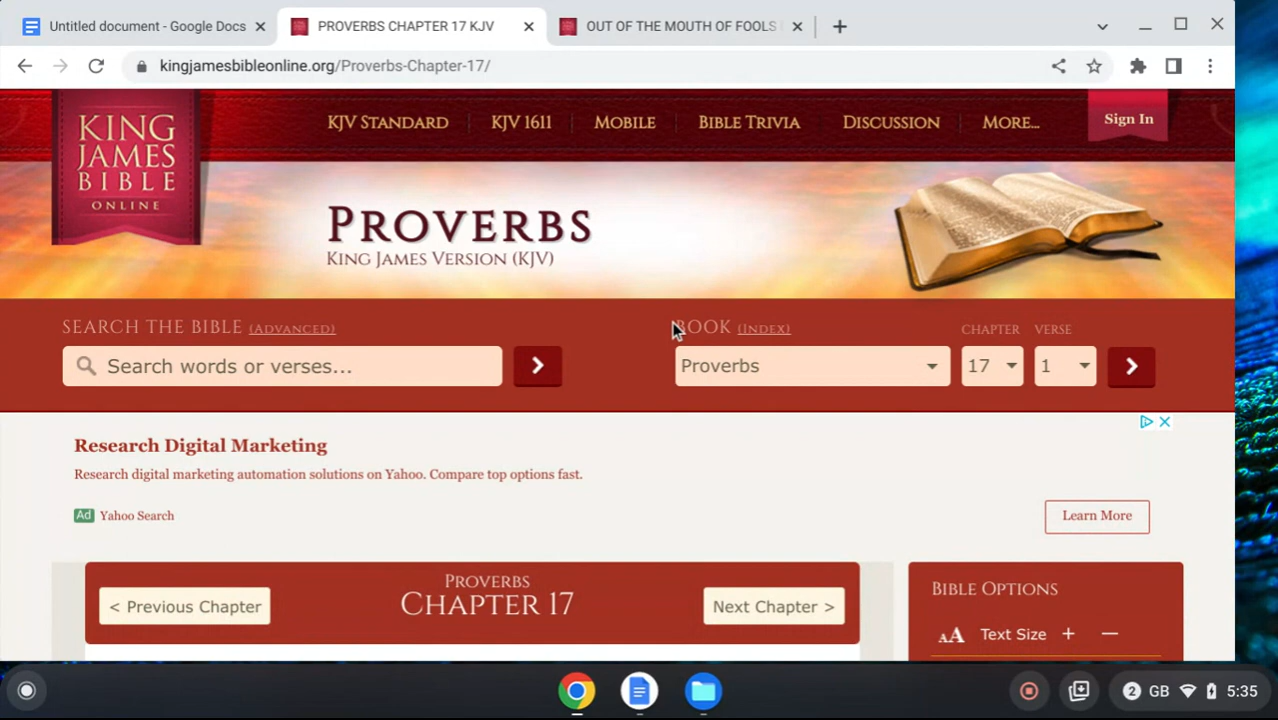 Untitled document - Google Docs
PROVERBS CHAPTER 17 KJV
OUT OF THE MOUTH OF FOOLS
kingjamesbibleonline.org/Proverbs-Chapter-17/
KING JAMES BIBLE ONLINE
KJV STANDARD
KJV 1611
MOBILE
BIBLE TRIVIA
DISCUSSION
MORE...
Sign In
PROVERBS
KING JAMES VERSION (KJV)
SEARCH THE BIBLE (ADVANCED)
BOOK (INDEX)
CHAPTER
VERSE
Search words or verses...
Proverbs
17
1
Research Digital Marketing
Research digital marketing automation solutions on Yahoo. Compare top options fast.
Ad Yahoo Search
Learn More
< Previous Chapter
PROVERBS
CHAPTER 17
Next Chapter >
BIBLE OPTIONS
AA Text Size + —
2 GB 5:35